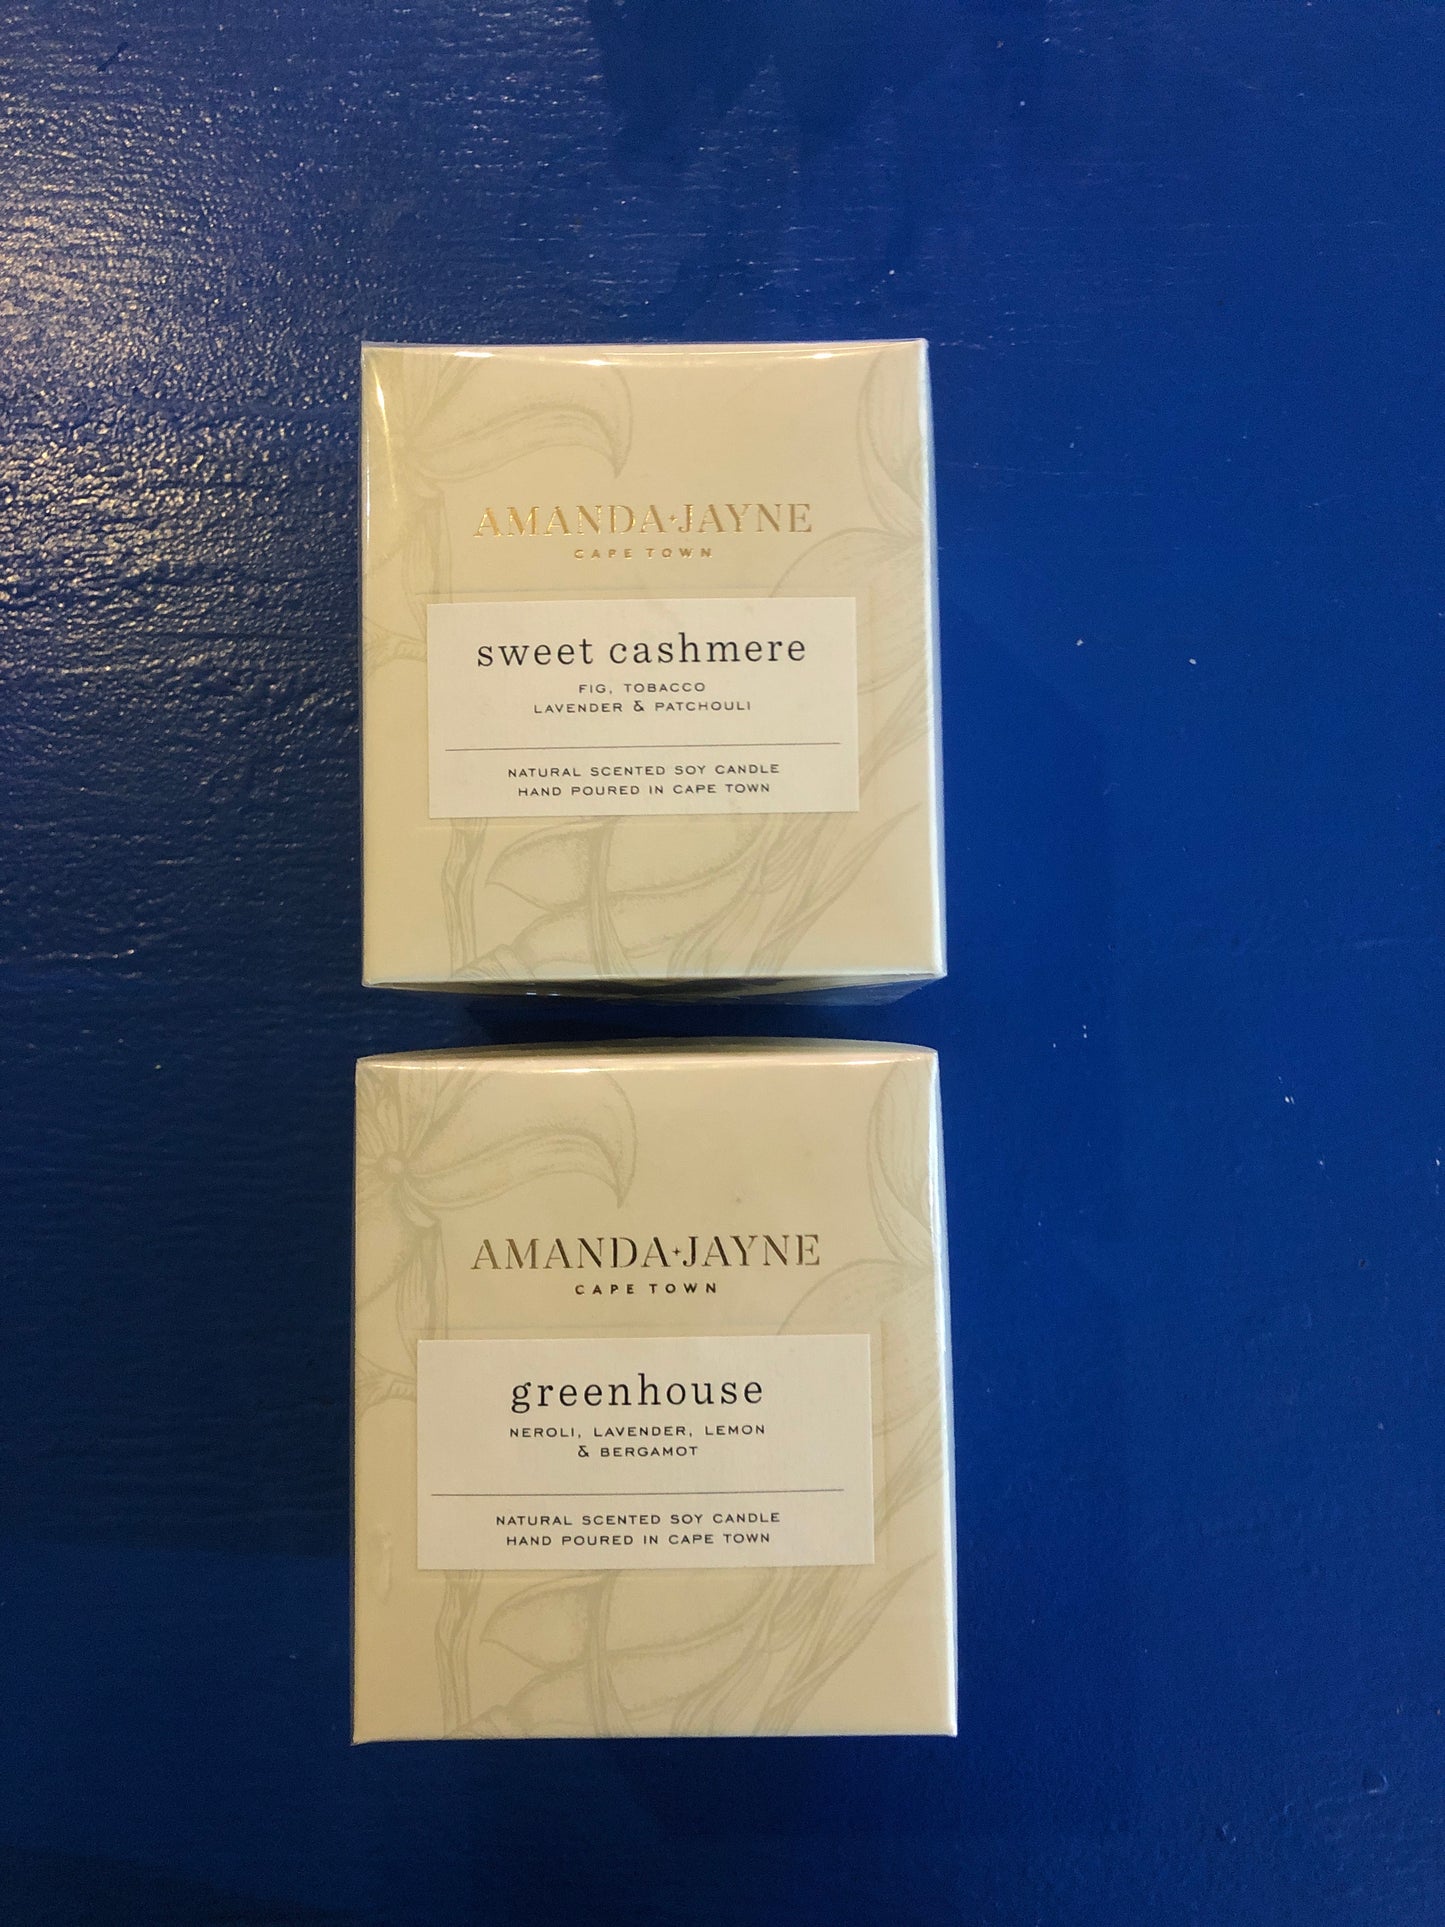 AMANDA✦JAYNE
CAPE TOWN
sweet cashmere
FIG, TOBACCO
LAVENDER & PATCHOULI
NATURAL SCENTED SOY CANDLE
HAND POURED IN CAPE TOWN
AMANDA✦JAYNE
CAPE TOWN
greenhouse
NEROLI, LAVENDER, LEMON
& BERGAMOT
NATURAL SCENTED SOY CANDLE
HAND POURED IN CAPE TOWN